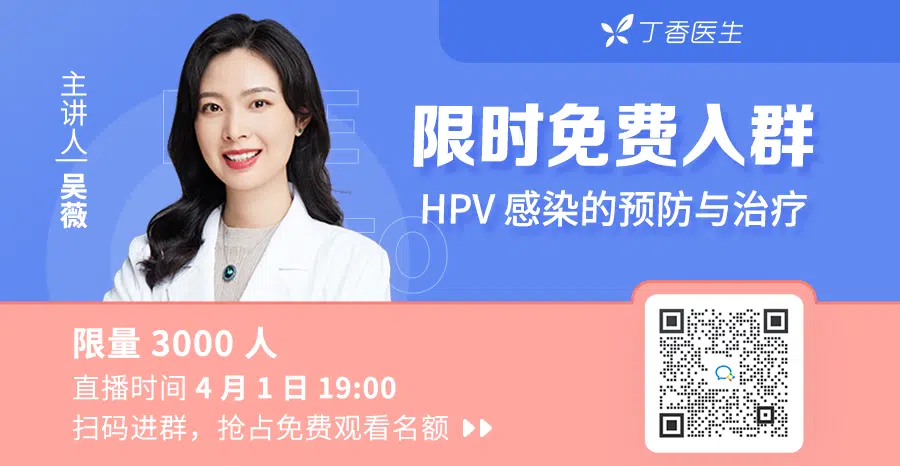 丁香医生
主讲人
吴薇
限时免费入群
HPV 感染的预防与治疗
限量 3000 人
直播时间 4 月 1 日 19:00
扫码进群，抢占免费观看名额